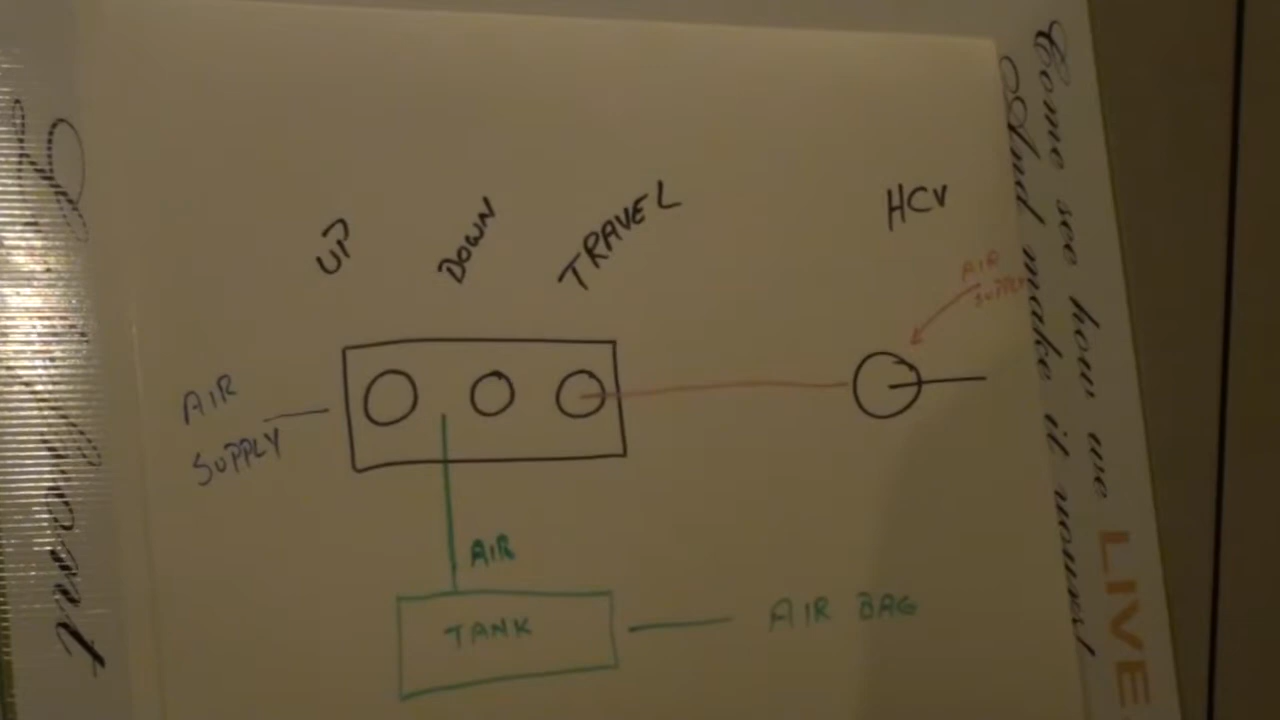 UP
DOWN
TRAVEL
HCV
AIR
SUPPLY
AIR
SUPPLY
AIR
TANK
AIR BAG
Come see how we LIVE
And make it